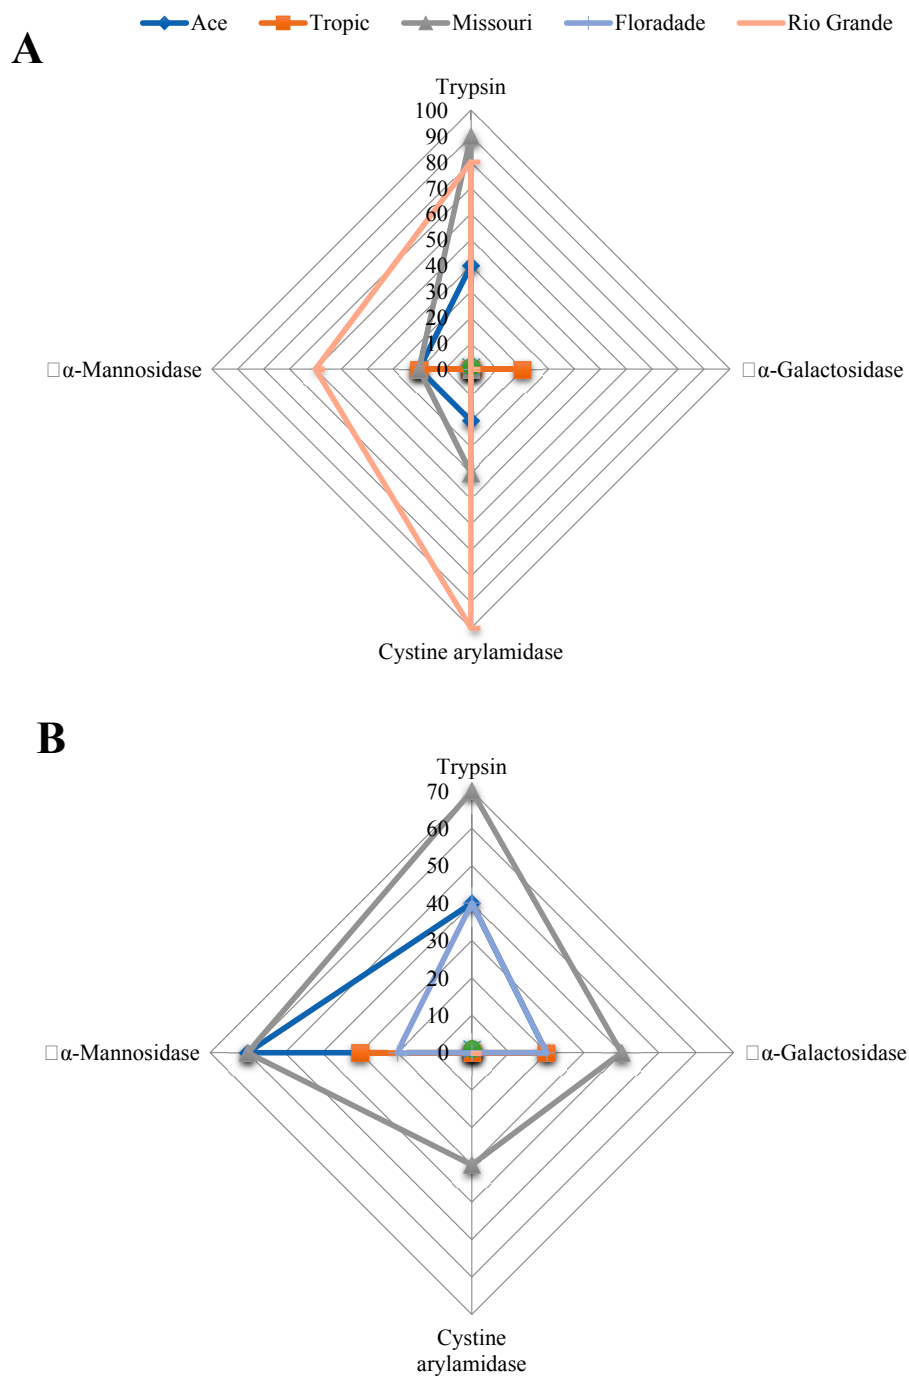 Ace Tropic Missouri Floradade Rio Grande
A
Trypsin
100
90
80
70
60
50
40
30
20
10
0
□α-Mannosidase
□α-Galactosidase
Cystine arylamidase
B
Trypsin
70
60
50
40
30
20
10
0
□α-Mannosidase
□α-Galactosidase
Cystine
arylamidase